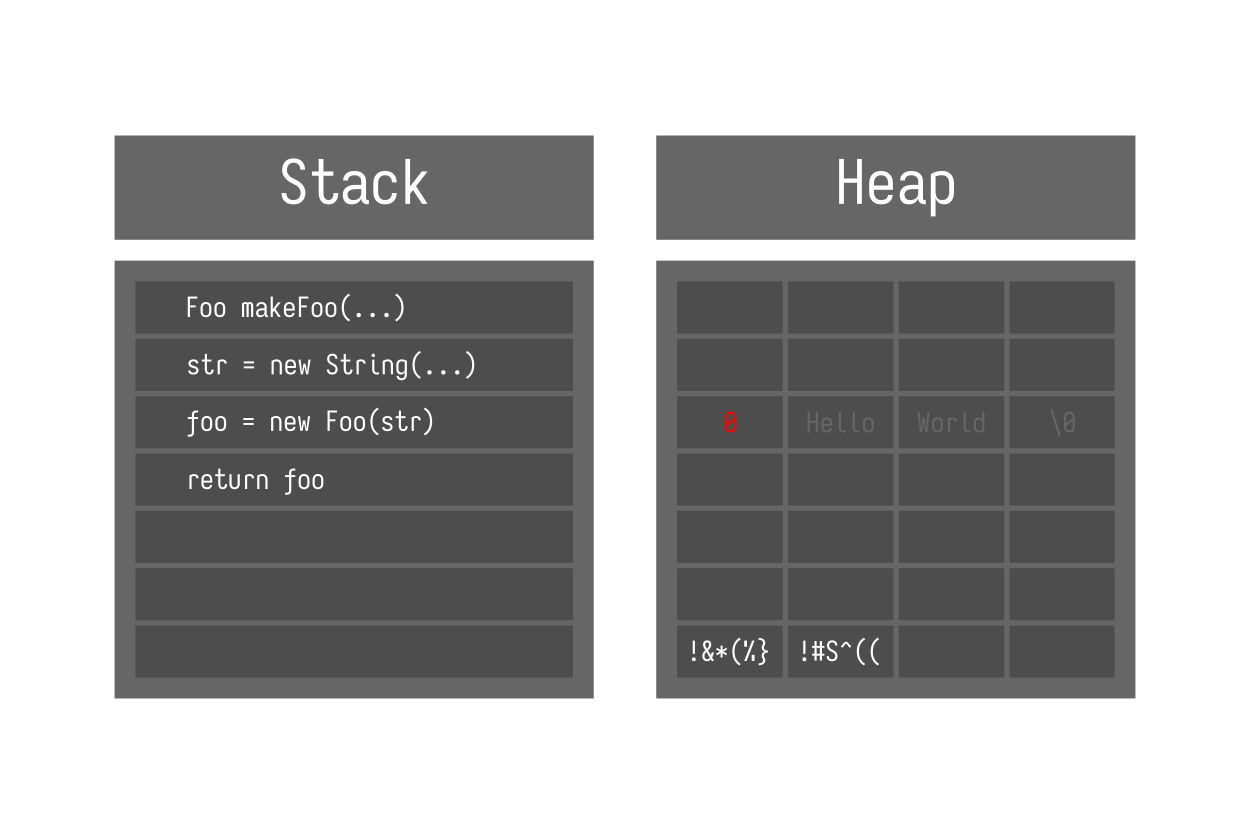 Stack
Heap
Foo makeFoo(...)
str = new String(...)
foo = new Foo(str)
return foo
0 Hello World \0
!&*(%} !#S^((